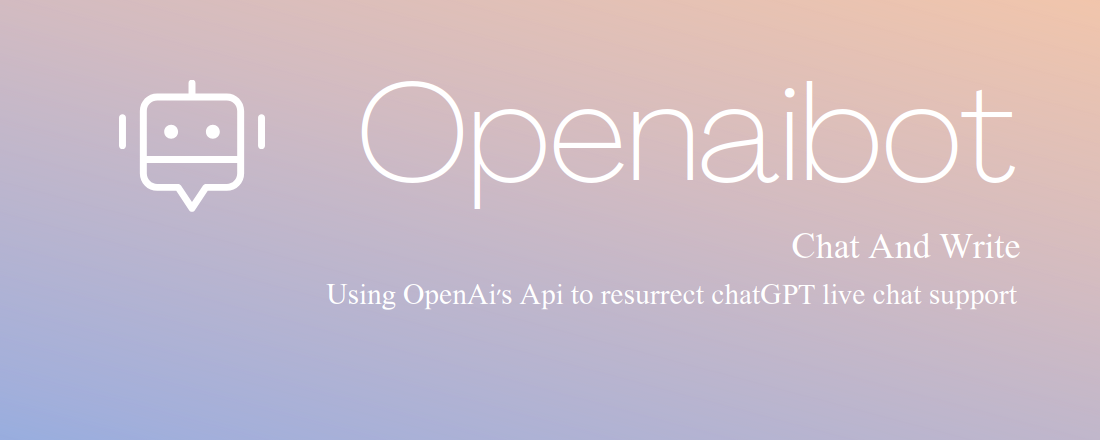 Openaibot
Chat And Write
Using OpenAi's Api to resurrect chatGPT live chat support